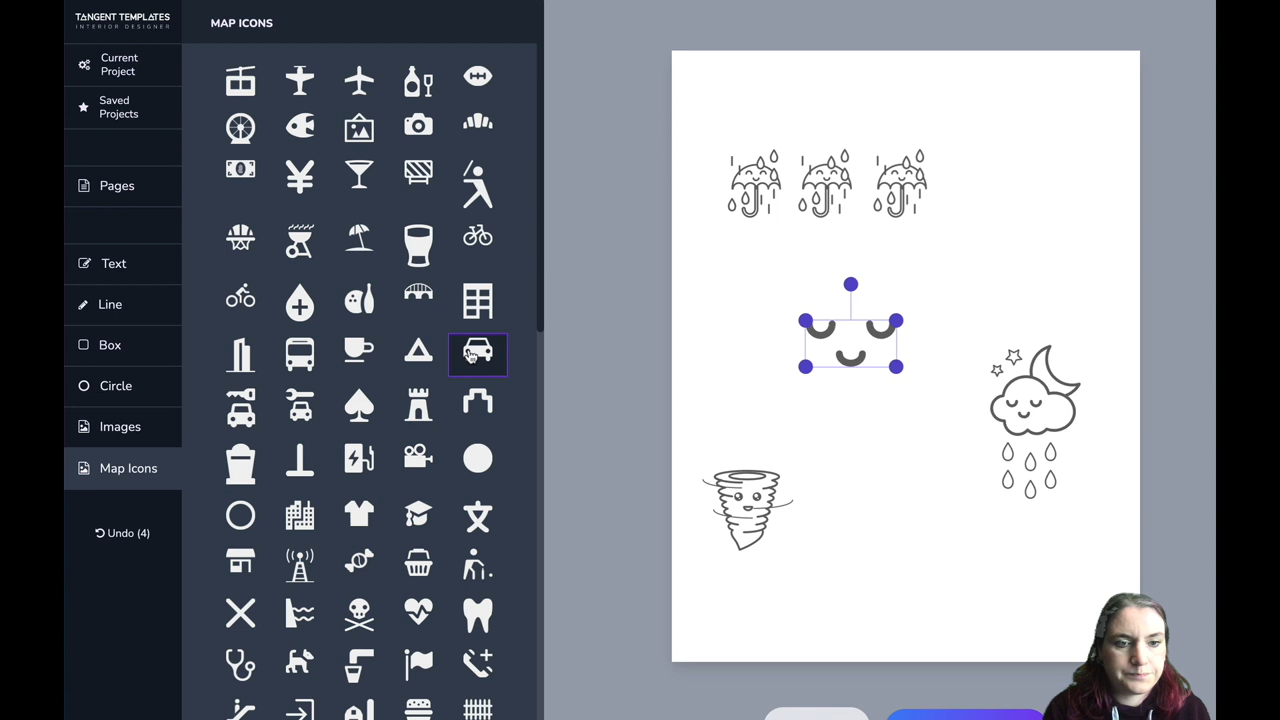 TANGENT TEMPLATES
INTERIOR DESIGNER
MAP ICONS
Current
Project
Saved
Projects
Pages
Text
Line
Box
Circle
Images
Map Icons
Undo (4)